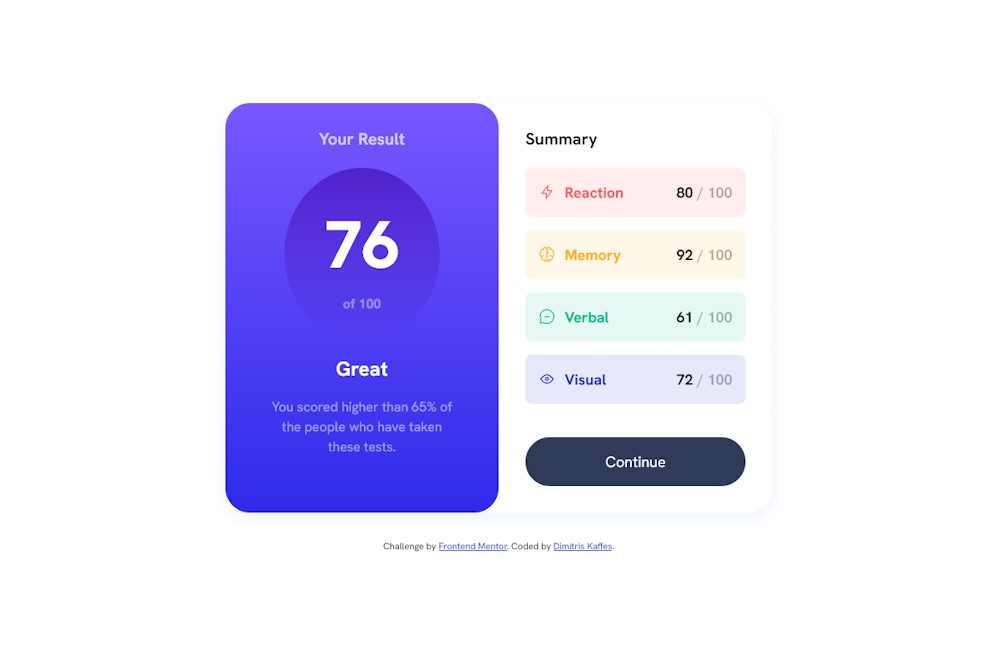 Your Result
76
of 100
Great
You scored higher than 65% of
the people who have taken
these tests.
Summary
Reaction 80 / 100
Memory 92 / 100
Verbal 61 / 100
Visual 72 / 100
Continue
Challenge by Frontend Mentor. Coded by Dimitris Kaffes.